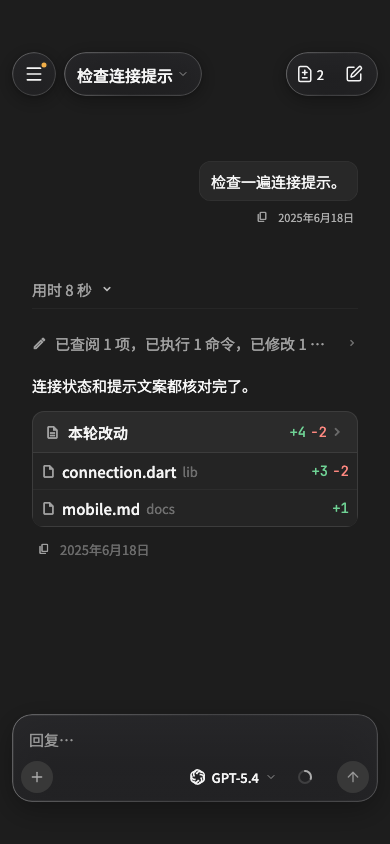 检查连接提示
2
检查一遍连接提示。
2025年6月18日
用时 8 秒
已查阅 1 项，已执行 1 命令，已修改 1 …
连接状态和提示文案都核对完了。
本轮改动 +4 -2
connection.dart lib +3 -2
mobile.md docs +1
2025年6月18日
回复…
GPT-5.4